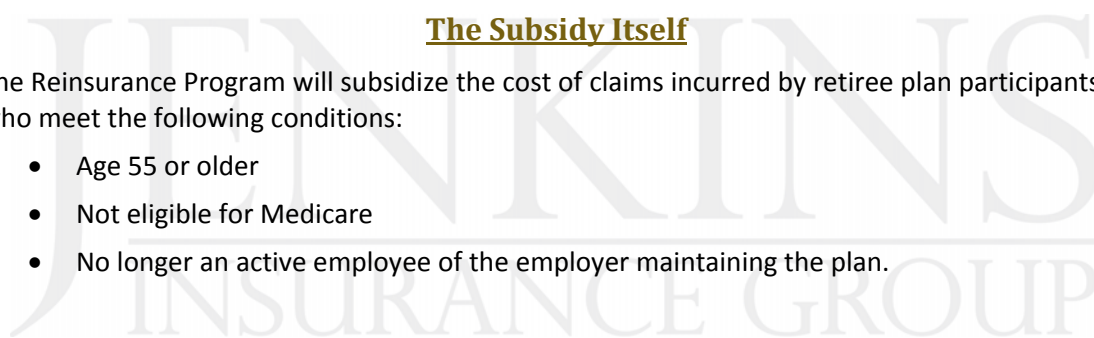 The Subsidy Itself
he Reinsurance Program will subsidize the cost of claims incurred by retiree plan participants
ho meet the following conditions:
• Age 55 or older
• Not eligible for Medicare
• No longer an active employee of the employer maintaining the plan.
JENKINS
INSURANCE GROUP